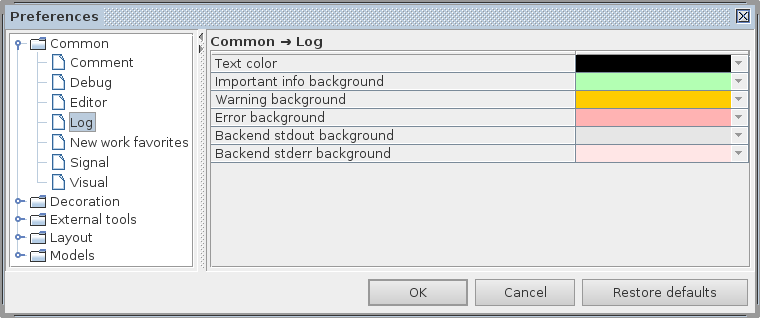 Preferences
Common
Comment
Debug
Editor
Log
New work favorites
Signal
Visual
Decoration
External tools
Layout
Models
Common → Log
Text color
Important info background
Warning background
Error background
Backend stdout background
Backend stderr background
OK Cancel Restore defaults